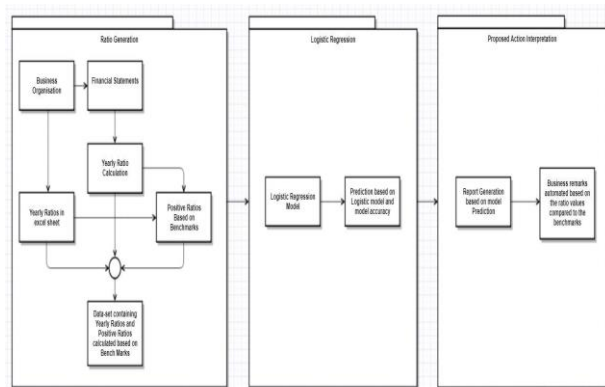 Ratio Generation
Business
Organisation
Financial Statements
Yearly Ratio
Calculation
Yearly Ratios in
excel sheet
Positive Ratios
Based on
Benchmarks
Data-set containing
Yearly Ratios and
Positive Ratios
calculated based on
Bench Marks
Logistic Regression
Logistic Regression
Model
Prediction based on
Logistic model and
model accuracy
Proposed Action Interpretation
Report Generation
based on model
Prediction
Business remarks
automated based on
the ratio values
compared to the
benchmarks